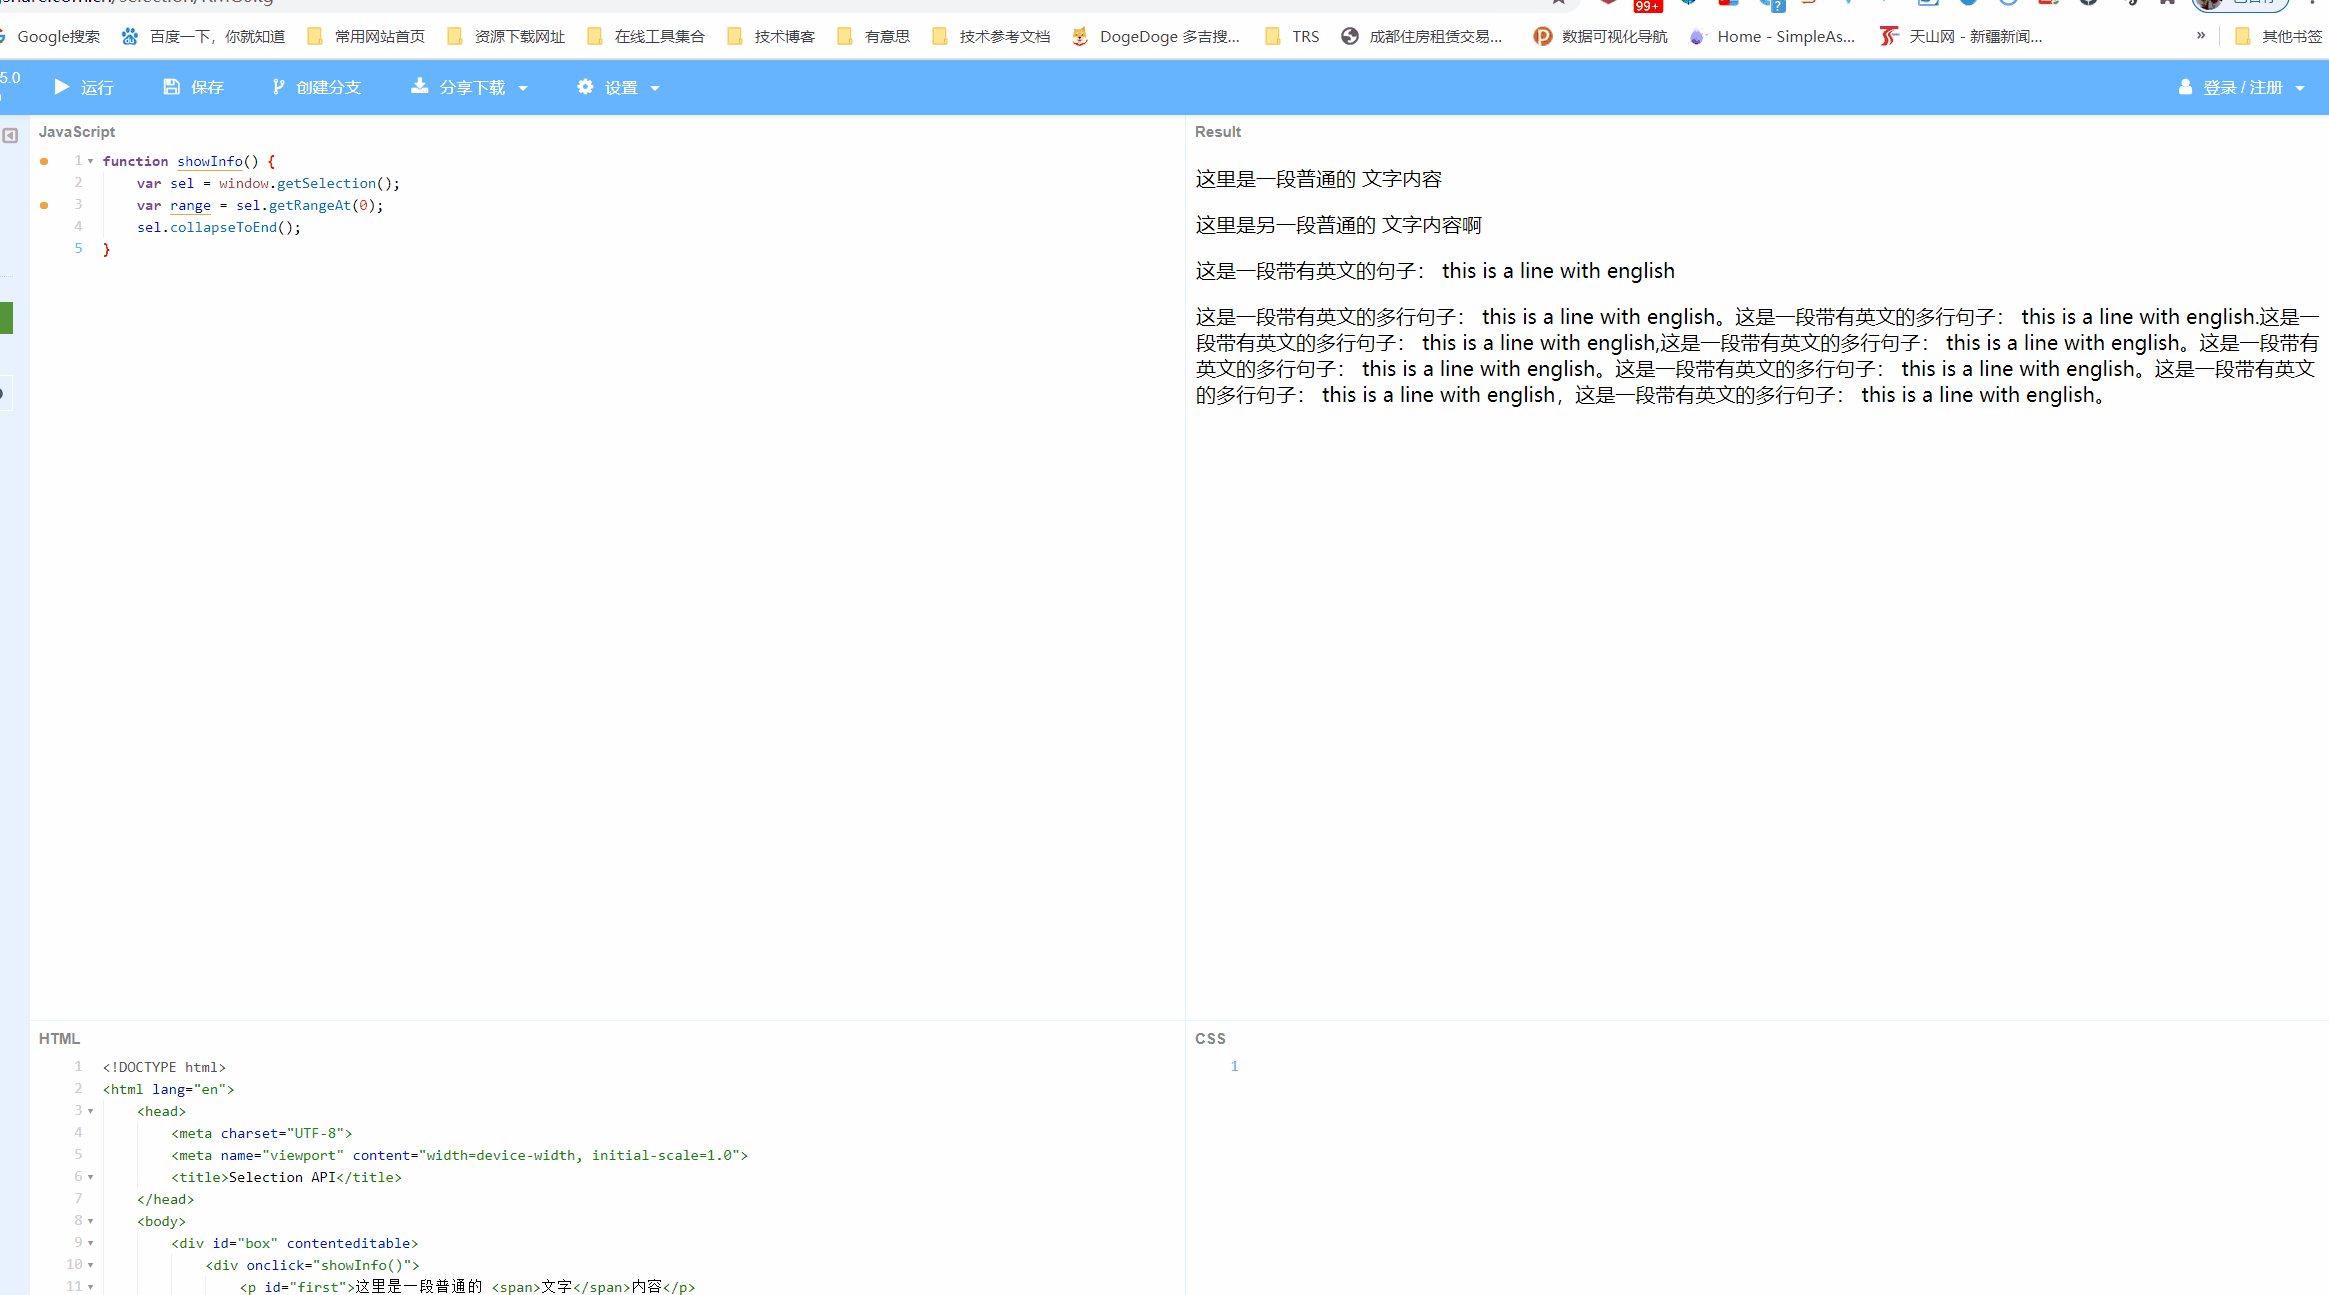 99+
Google搜索 百度一下，你就知道 常用网站首页 资源下载网址 在线工具集合 技术博客 有意思 技术参考文档 DogeDoge 多吉搜... TRS 成都住房租赁交易... 数据可视化导航 Home - SimpleAs... 天山网 - 新疆新闻... » 其他书签
5.0 运行 保存 创建分支 分享下载 设置 登录 / 注册
JavaScript
1 function showInfo() {
2 var sel = window.getSelection();
3 var range = sel.getRangeAt(0);
4 sel.collapseToEnd();
5 }
Result
这里是一段普通的 文字内容
这里是另一段普通的 文字内容啊
这是一段带有英文的句子： this is a line with english
这是一段带有英文的多行句子： this is a line with english。这是一段带有英文的多行句子： this is a line with english.这是一
段带有英文的多行句子： this is a line with english,这是一段带有英文的多行句子： this is a line with english。这是一段带有
英文的多行句子： this is a line with english。这是一段带有英文的多行句子： this is a line with english。这是一段带有英文
的多行句子： this is a line with english，这是一段带有英文的多行句子： this is a line with english。
HTML
1 <!DOCTYPE html>
2 <html lang="en">
3 <head>
4 <meta charset="UTF-8">
5 <meta name="viewport" content="width=device-width, initial-scale=1.0">
6 <title>Selection API</title>
7 </head>
8 <body>
9 <div id="box" contenteditable>
10 <div onclick="showInfo()">
11 <p id="first">这里是一段普通的 <span>文字</span>内容</p>
CSS
1